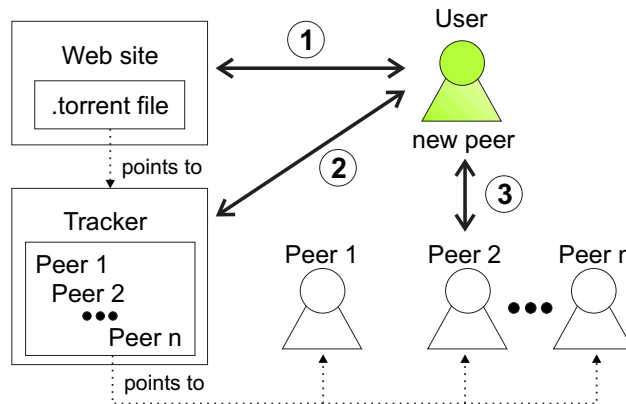 User
1
Web site
.torrent file
new peer
points to
2
3
Tracker
Peer 1
Peer 2
Peer n
Peer 1
Peer 2
Peer n
points to